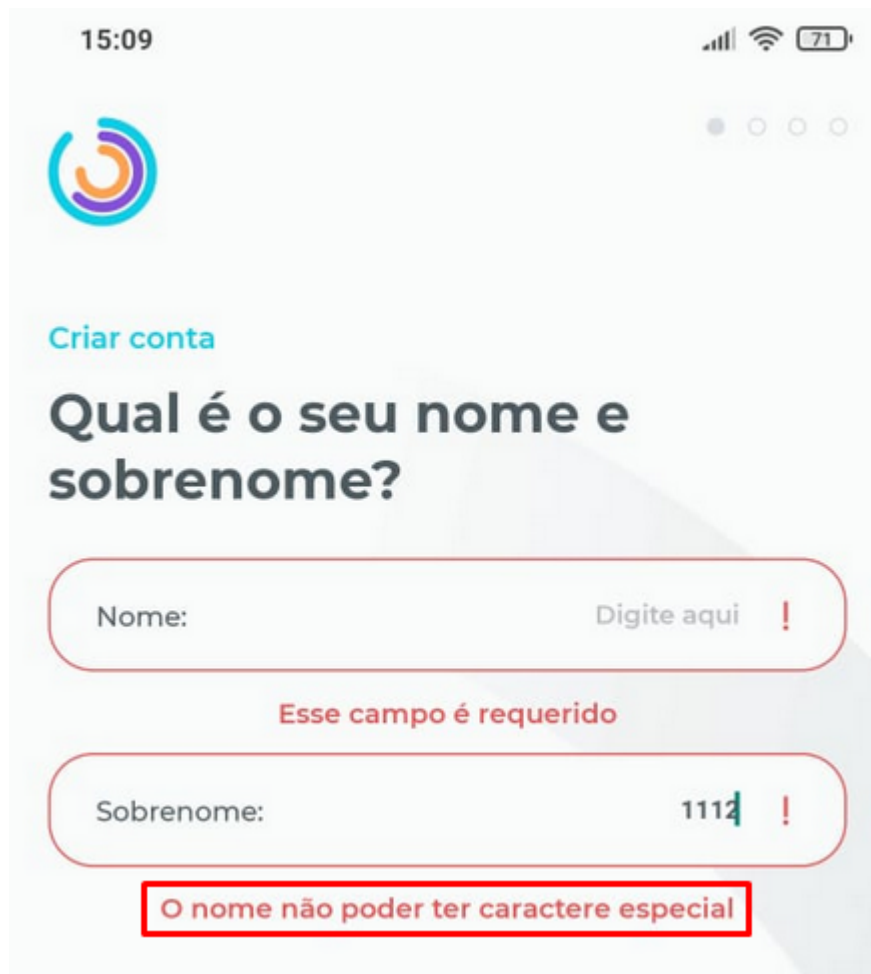 15:09
71
Criar conta
Qual é o seu nome e
sobrenome?
Nome: Digite aqui !
Esse campo é requerido
Sobrenome: 1112 !
O nome não poder ter caractere especial